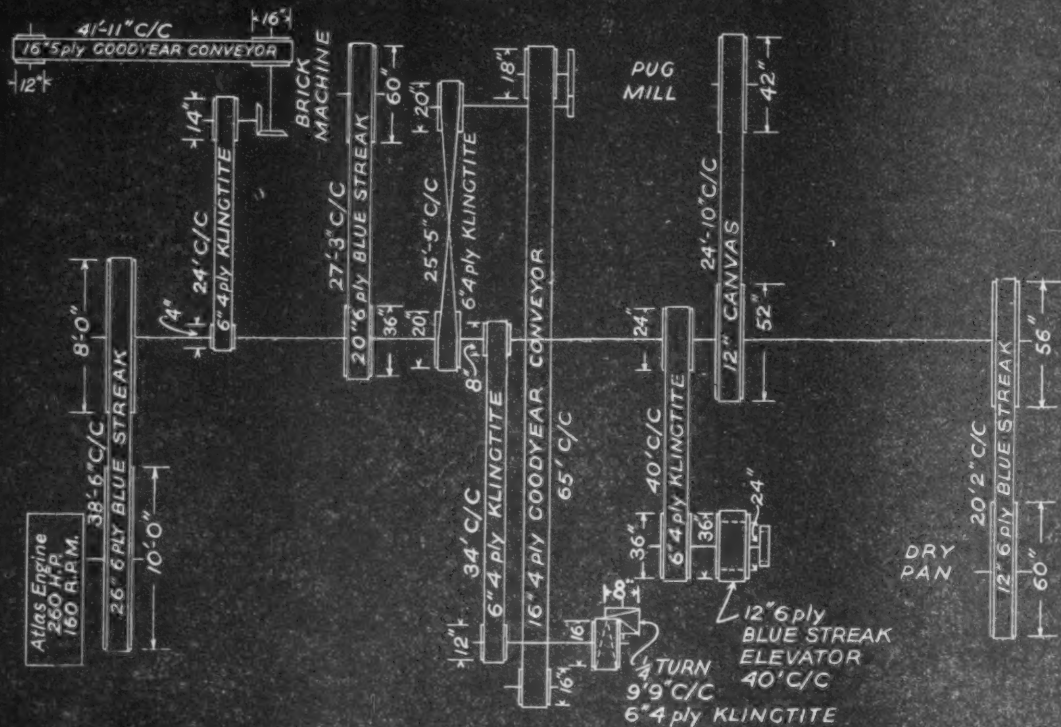 41'-11" C/C
16"
16" 5 ply GOODYEAR CONVEYOR
12"
14"
24' C/C
6" 4 ply KLINGTITE
4"
BRICK
MACHINE
60"
27'-3" C/C
20" 6 ply BLUE STREAK
36"
20"
25'-5" C/C
6" 4 ply KLINGTITE
20"
18"
16" 4 PLY GOODYEAR CONVEYOR
65' C/C
16"
PUG
MILL
42"
24'-10" C/C
12" CANVAS
52"
8'-0"
38'-6" C/C
26" 6 PLY BLUE STREAK
10'-0"
Atlas Engine
260 H.P.
160 R.P.M.
8"
34' C/C
6" 4 ply KLINGTITE
12"
24"
40' C/C
6" 4 ply KLINGTITE
36"
36"
24"
12" 6 ply
BLUE STREAK
ELEVATOR
40' C/C
16"
8"
1/4 TURN
9'9" C/C
6" 4 ply KLINGTITE
56"
20'2" C/C
12" 6 ply BLUE STREAK
60"
DRY
PAN